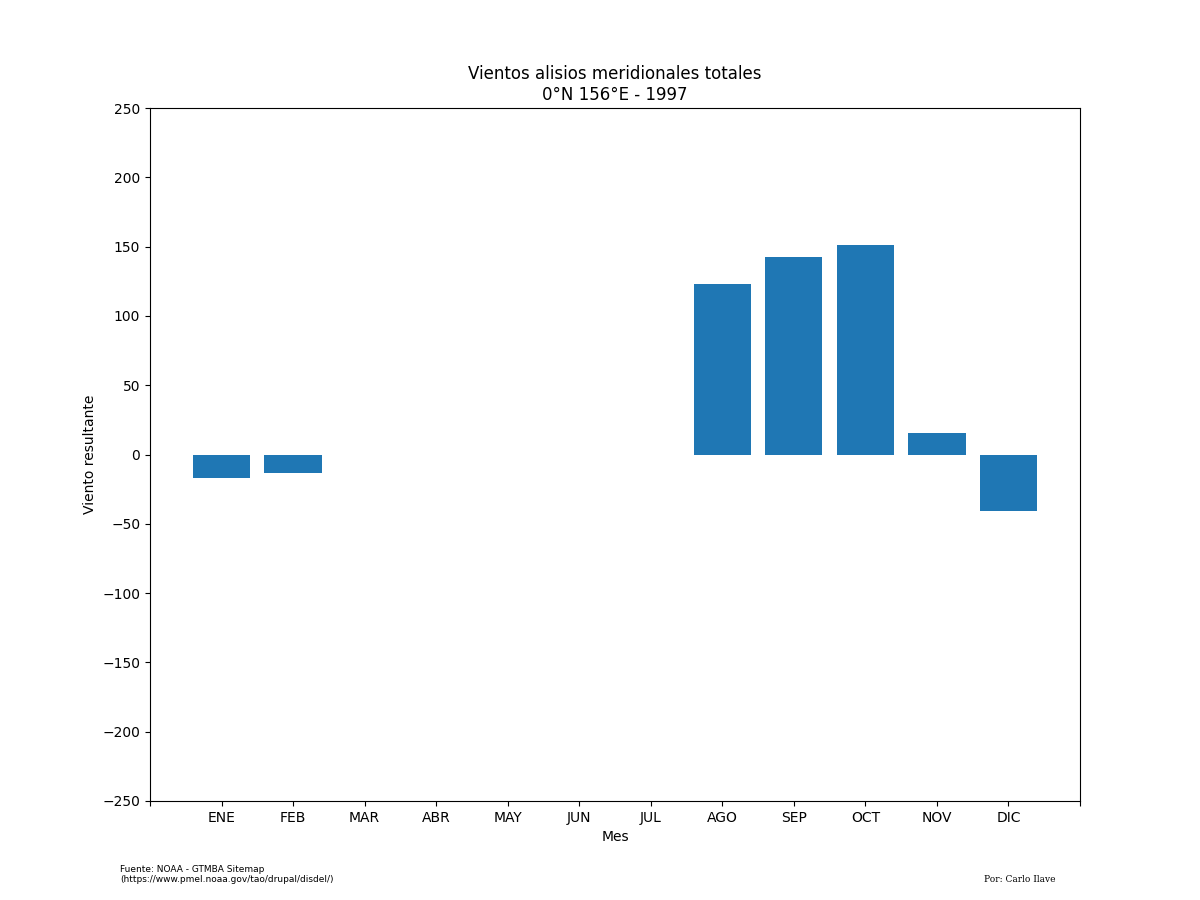 Vientos alisios meridionales totales
0°N 156°E - 1997
250
200
150
100
50
0
−50
−100
−150
−200
−250
Viento resultante
ENE FEB MAR ABR MAY JUN JUL AGO SEP OCT NOV DIC
Mes
Fuente: NOAA - GTMBA Sitemap
(https://www.pmel.noaa.gov/tao/drupal/disdel/)
Por: Carlo Ilave